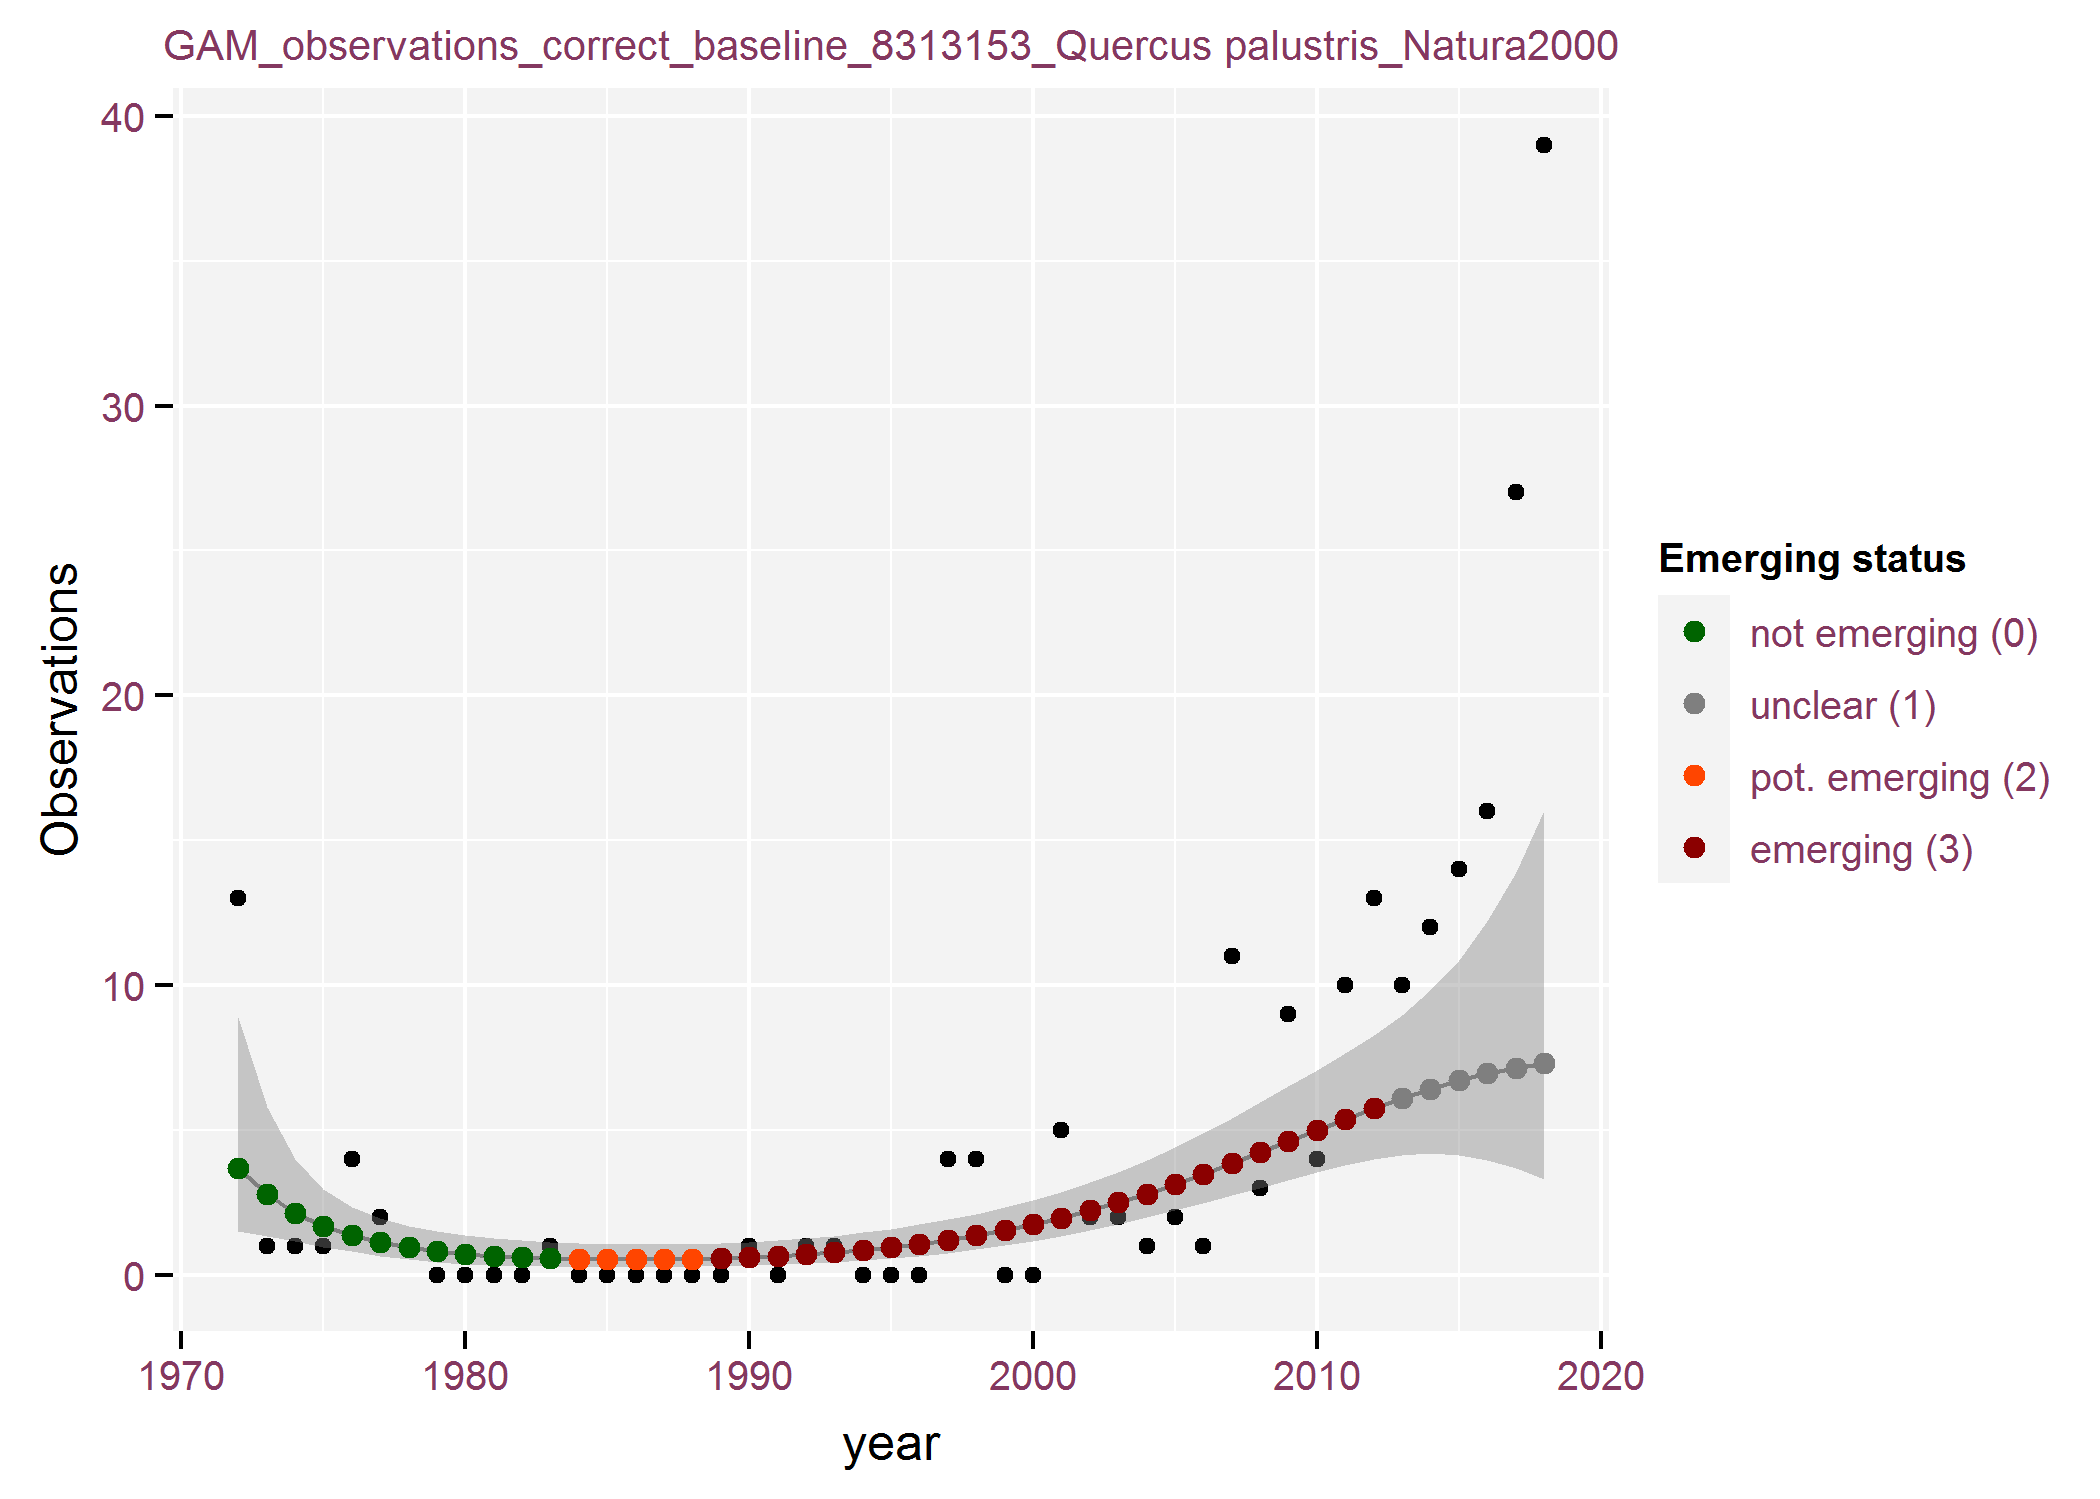 GAM_observations_correct_baseline_8313153_Quercus palustris_Natura2000
40
30
20
10
0
Observations
1970 1980 1990 2000 2010 2020
year
Emerging status
not emerging (0)
unclear (1)
pot. emerging (2)
emerging (3)